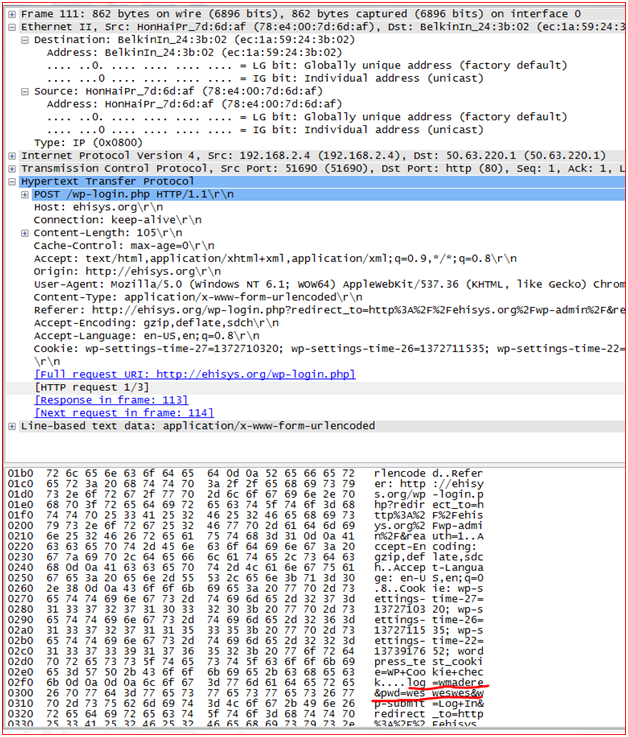 Frame 111: 862 bytes on wire (6896 bits), 862 bytes captured (6896 bits) on interface 0
Ethernet II, Src: HonHaiPr_7d:6d:af (78:e4:00:7d:6d:af), Dst: BelkinIn_24:3b:02 (ec:1a:59:24:3
Destination: BelkinIn_24:3b:02 (ec:1a:59:24:3b:02)
Address: BelkinIn_24:3b:02 (ec:1a:59:24:3b:02)
.... ..0. .... .... .... .... = LG bit: Globally unique address (factory default)
.... ...0 .... .... .... .... = IG bit: Individual address (unicast)
Source: HonHaiPr_7d:6d:af (78:e4:00:7d:6d:af)
Address: HonHaiPr_7d:6d:af (78:e4:00:7d:6d:af)
.... ..0. .... .... .... .... = LG bit: Globally unique address (factory default)
.... ...0 .... .... .... .... = IG bit: Individual address (unicast)
Type: IP (0x0800)
Internet Protocol Version 4, Src: 192.168.2.4 (192.168.2.4), Dst: 50.63.220.1 (50.63.220.1)
Transmission Control Protocol, Src Port: 51690 (51690), Dst Port: http (80), Seq: 1, Ack: 1, L
Hypertext Transfer Protocol
POST /wp-login.php HTTP/1.1\r\n
Host: ehisys.org\r\n
Connection: keep-alive\r\n
Content-Length: 105\r\n
Cache-Control: max-age=0\r\n
Accept: text/html,application/xhtml+xml,application/xml;q=0.9,*/*;q=0.8\r\n
Origin: http://ehisys.org\r\n
User-Agent: Mozilla/5.0 (Windows NT 6.1; WOW64) AppleWebKit/537.36 (KHTML, like Gecko) Chrom
Content-Type: application/x-www-form-urlencoded\r\n
Referer: http://ehisys.org/wp-login.php?redirect_to=http%3A%2F%2Fehisys.org%2Fwp-admin%2F&re
Accept-Encoding: gzip,deflate,sdch\r\n
Accept-Language: en-US,en;q=0.8\r\n
Cookie: wp-settings-time-27=1372710320; wp-settings-time-26=1372711535; wp-settings-time-22=
\r\n
[Full request URI: http://ehisys.org/wp-login.php]
[HTTP request 1/3]
[Response in frame: 113]
[Next request in frame: 114]
Line-based text data: application/x-www-form-urlencoded
01b0 72 6c 65 6e 63 6f 64 65 64 0d 0a 52 65 66 65 72 rlencode d..Refer
01c0 65 72 3a 20 68 74 74 70 3a 2f 2f 65 68 69 73 79 er: http ://ehisy
01d0 73 2e 6f 72 67 2f 77 70 2d 6c 6f 67 69 6e 2e 70 s.org/wp -login.p
01e0 68 70 3f 72 65 64 69 72 65 63 74 5f 74 6f 3d 68 hp?redir ect_to=h
01f0 74 74 70 25 33 41 25 32 46 25 32 46 65 68 69 73 ttp%3A%2 F%2Fehis
0200 79 73 2e 6f 72 67 25 32 46 77 70 2d 61 64 6d 69 ys.org%2 Fwp-admi
0210 6e 25 32 46 26 72 65 61 75 74 68 3d 31 0d 0a 41 n%2F&rea uth=1..A
0220 63 63 65 70 74 2d 45 6e 63 6f 64 69 6e 67 3a 20 ccept-En coding:
0230 67 7a 69 70 2c 64 65 66 6c 61 74 65 2c 73 64 63 gzip,def late,sdc
0240 68 0d 0a 41 63 63 65 70 74 2d 4c 61 6e 67 75 61 h..Accep t-Langua
0250 67 65 3a 20 65 6e 2d 55 53 2c 65 6e 3b 71 3d 30 ge: en-U S,en;q=0
0260 2e 38 0d 0a 43 6f 6f 6b 69 65 3a 20 77 70 2d 73 .8..Cook ie: wp-s
0270 65 74 74 69 6e 67 73 2d 74 69 6d 65 2d 32 37 3d ettings- time-27=
0280 31 33 37 32 37 31 30 33 32 30 3b 20 77 70 2d 73 13727103 20; wp-s
0290 65 74 74 69 6e 67 73 2d 74 69 6d 65 2d 32 36 3d ettings- time-26=
02a0 31 33 37 32 37 31 31 35 33 35 3b 20 77 70 2d 73 13727115 35; wp-s
02b0 65 74 74 69 6e 67 73 2d 74 69 6d 65 2d 32 32 3d ettings- time-22=
02c0 31 33 37 33 39 31 37 36 35 32 3b 20 77 6f 72 64 13739176 52; word
02d0 70 72 65 73 73 5f 74 65 73 74 5f 63 6f 6f 6b 69 press_te st_cooki
02e0 65 3d 57 50 2b 43 6f 6f 6b 69 65 2b 63 68 65 63 e=WP+Coo kie+chec
02f0 6b 0d 0a 0d 0a 6c 6f 67 3d 77 6d 61 64 65 72 65 k....log =wmadere
0300 26 70 77 64 3d 77 65 73 77 65 73 77 65 73 26 77 &pwd=wes weswes&w
0310 70 2d 73 75 62 6d 69 74 3d 4c 6f 67 2b 49 6e 26 p-submit =Log+In&
0320 72 65 64 69 72 65 63 74 5f 74 6f 3d 68 74 74 70 redirect _to=http
0330 25 33 41 25 32 46 25 32 46 65 68 69 73 79 73 2e %3A%2F%2 Fehisys.